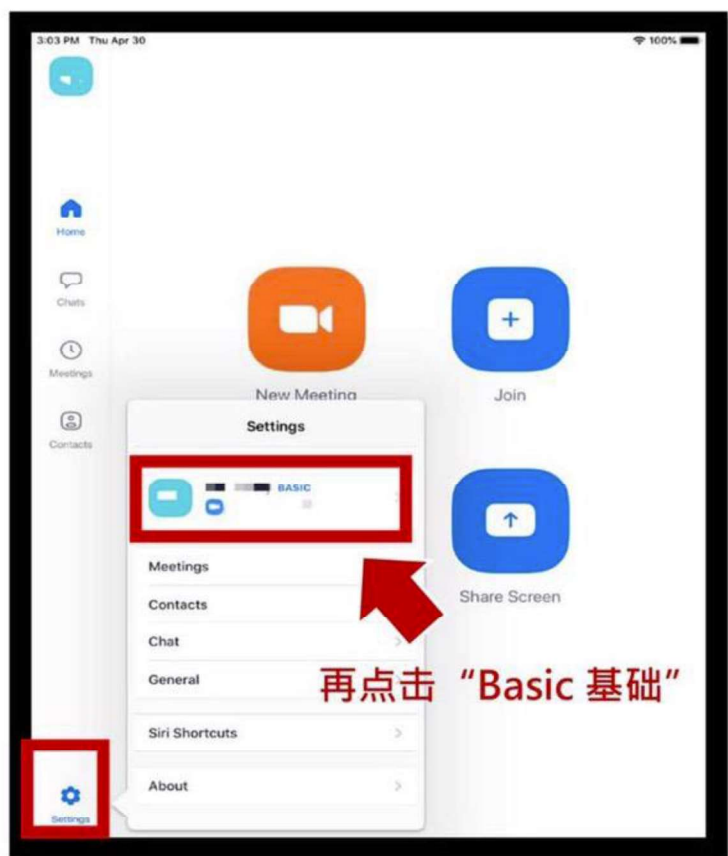 3:03 PM Thu Apr 30
100%
Home
Chats
Meetings
Contacts
New Meeting
Join
Settings
BASIC
Meetings
Contacts
Chat
General
Siri Shortcuts
About
Share Screen
再点击“Basic 基础”
Settings